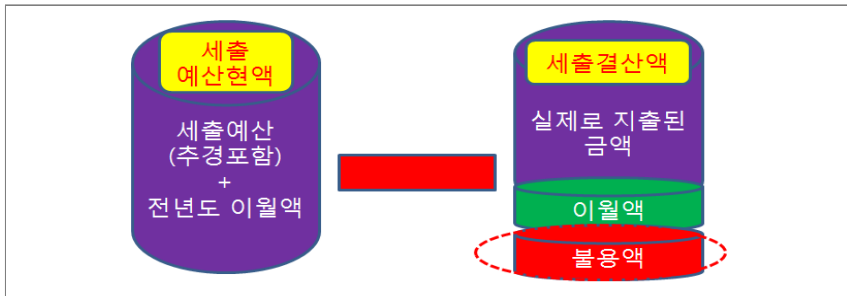 세출
예산현액
세출예산
(추경포함)
+
전년도 이월액
세출결산액
실제로 지출된
금액
이월액
불용액